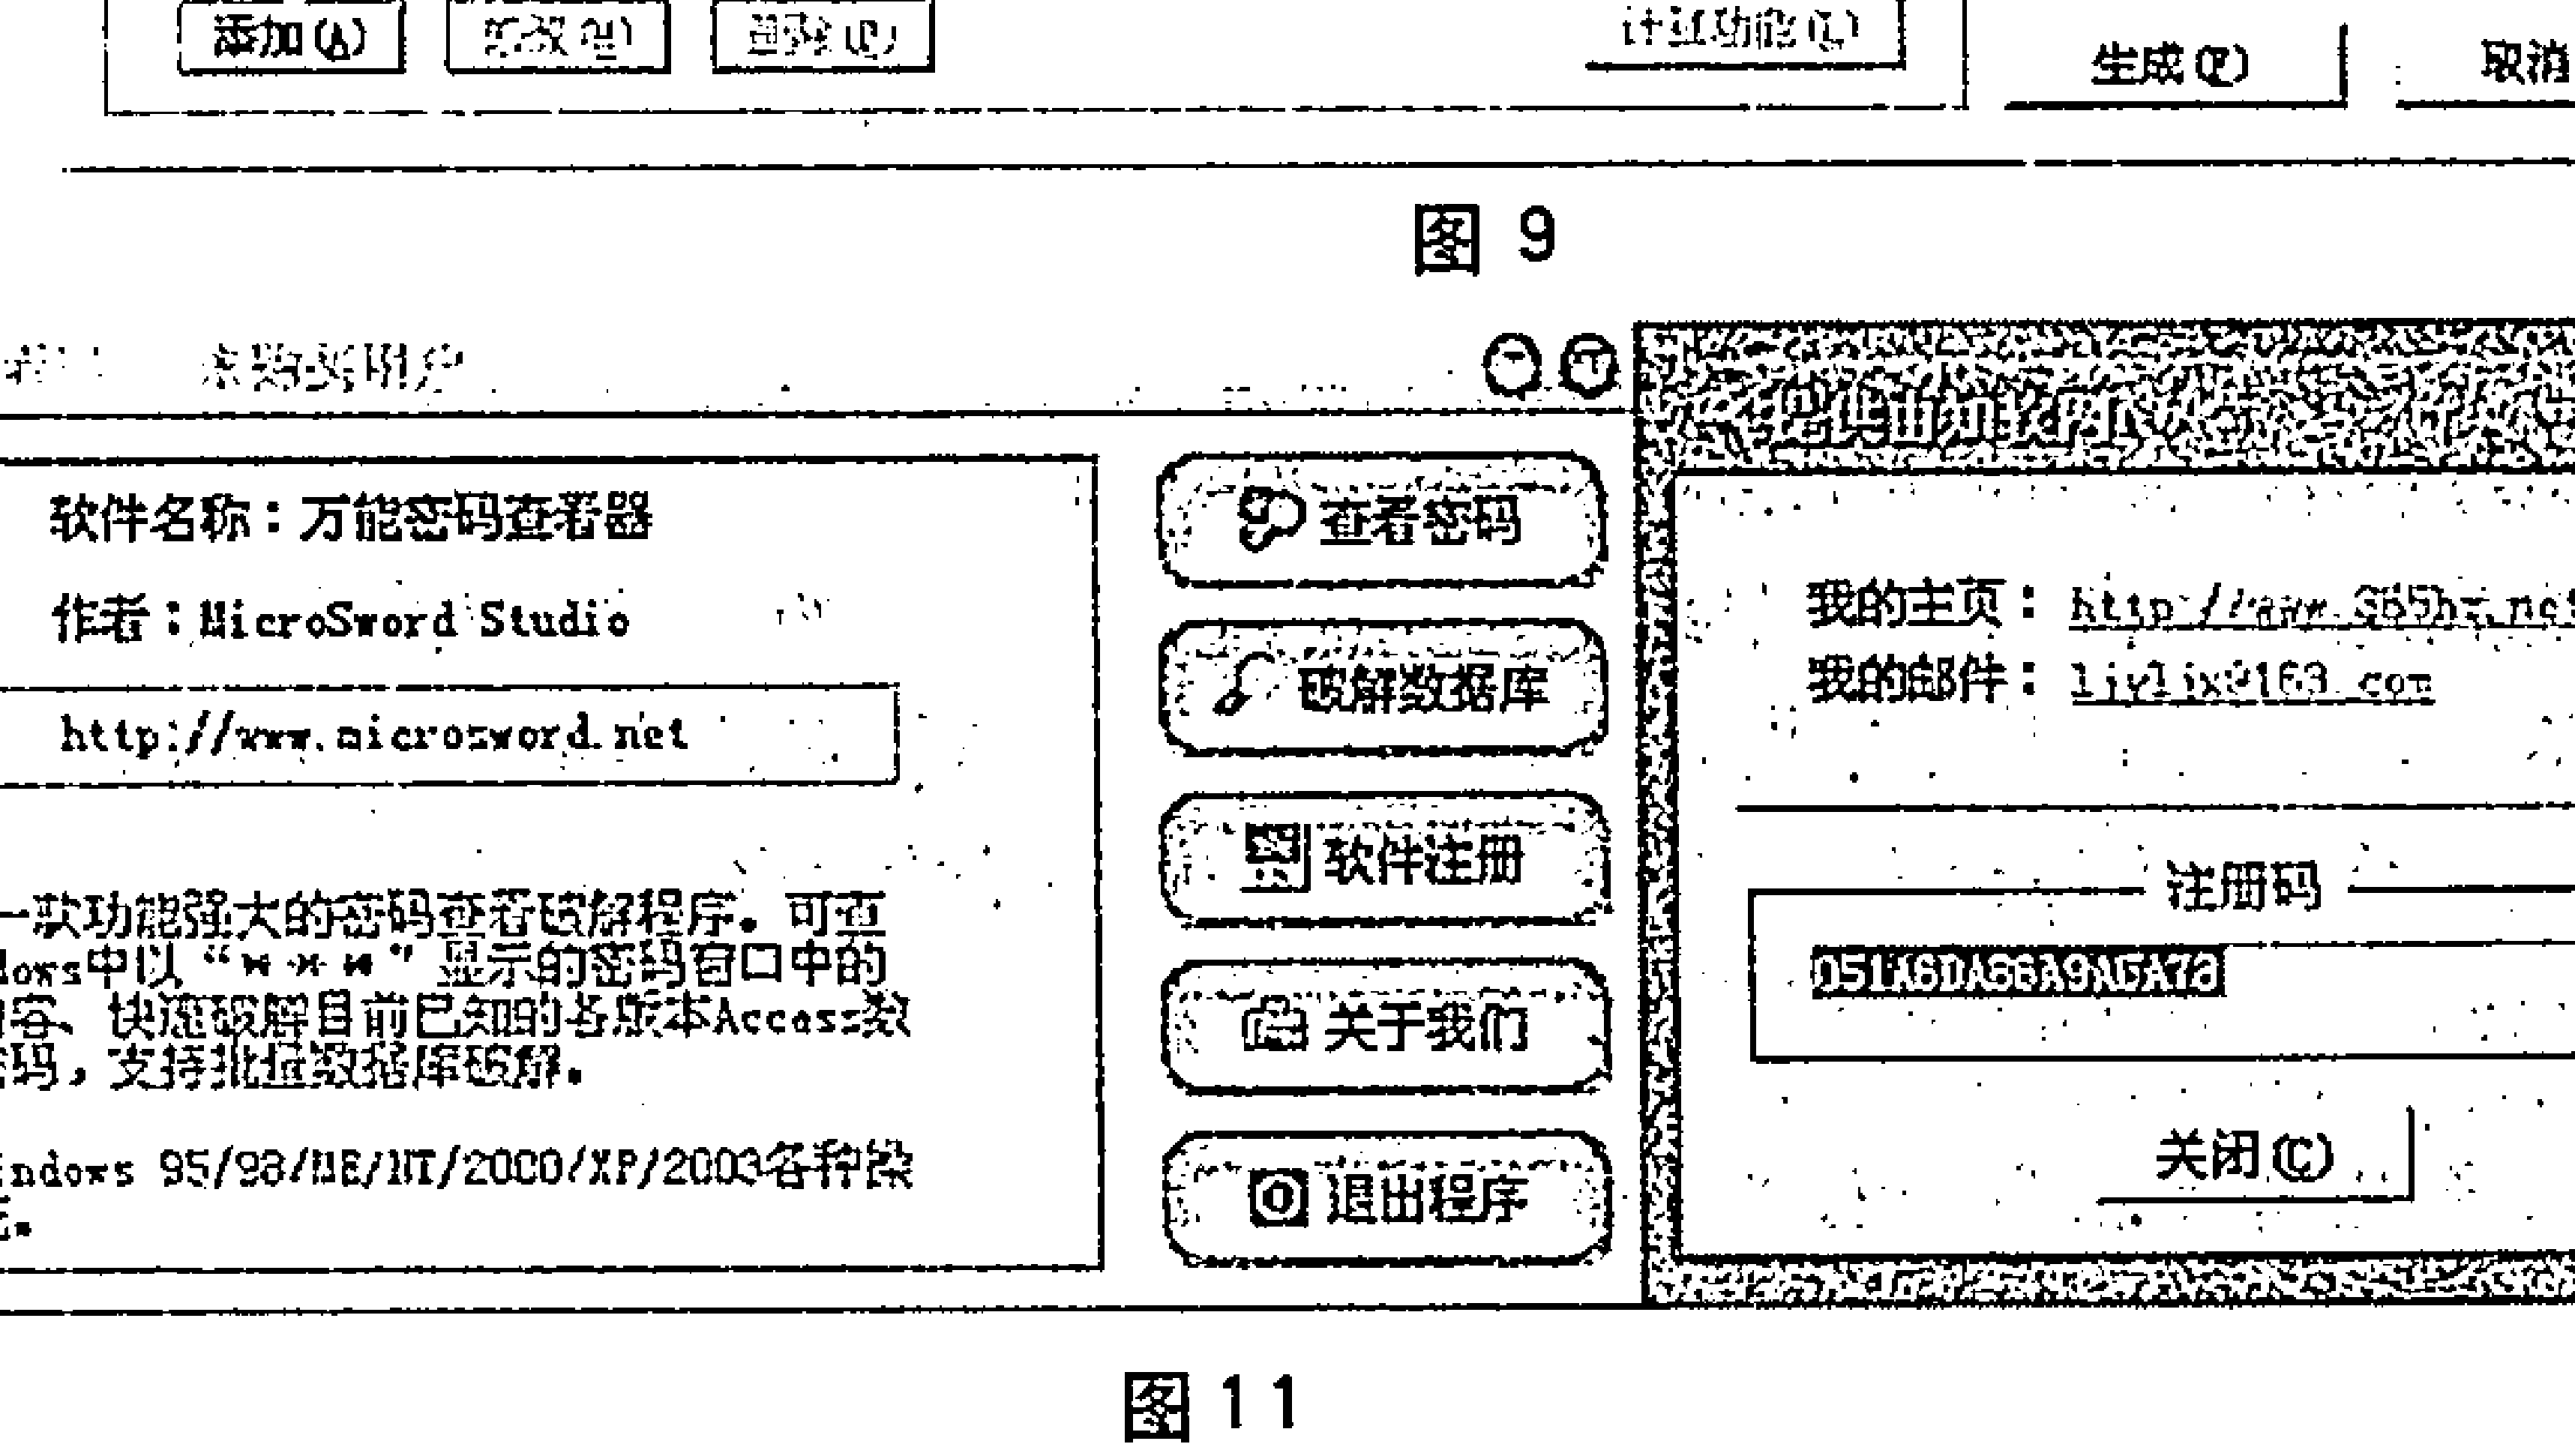 添加(A)
生成(P)
取消
图 9
未购买用户
软件名称：万能密码查看器
作者：MicroSword Studio
http://www.microsword.net
一款功能强大的密码查看破解程序。可查
dows中以“***”显示的密码窗口中的
内容、快速破解目前已知的各版本Access数
密码，支持批量数据库破解。
indows 95/98/ME/NT/2000/XP/2003各种操
查看密码
破解数据库
软件注册
关于我们
退出程序
我的主页：
我的邮件：
注册码
关闭(C)
图 11